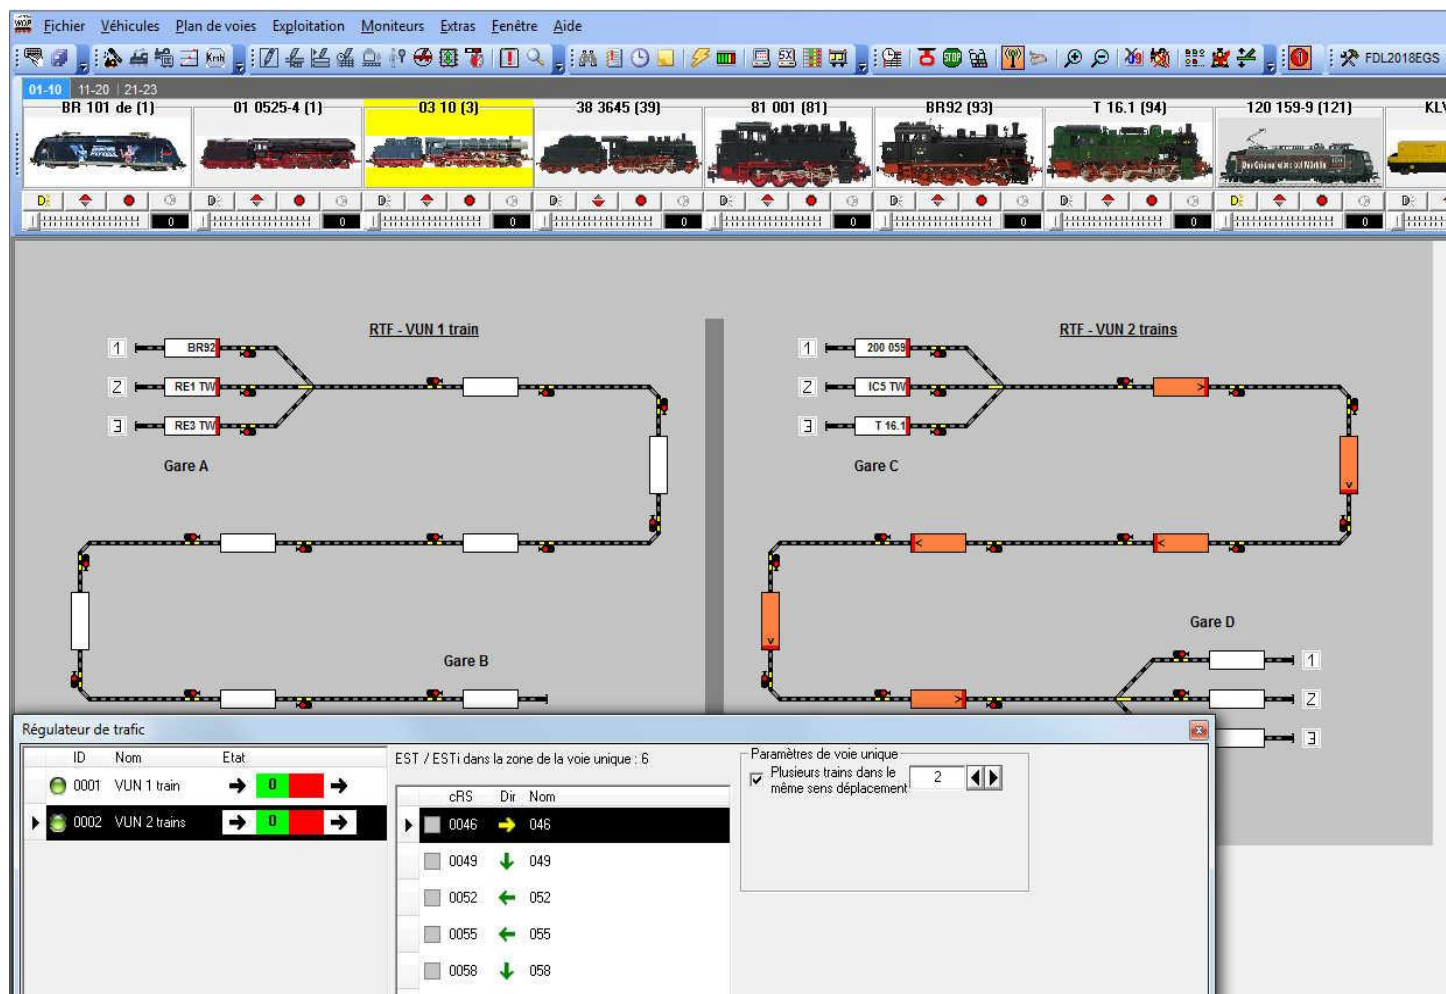 Fichier Véhicules Plan de voies Exploitation Moniteurs Extras Fenêtre Aide
FDL2018EGS
01-10 11-20 21-23
BR 101 de (1) 01 0525-4 (1) 03 10 (3) 38 3645 (39) 81 001 (81) BR92 (93) T 16.1 (94) 120 159-9 (121) KLV
0 0 0 0 0 0 0 0
RTF - VUN 1 train RTF - VUN 2 trains
1 BR92 1 200 059
2 RE1 TW 2 IC5 TW
3 RE3 TW 3 T 16.1
Gare A Gare C
Gare D
Gare B 1
2
3
Régulateur de trafic
ID Nom Etat
0001 VUN 1 train 0
0002 VUN 2 trains 0
EST / ESTi dans la zone de la voie unique : 6
cRS Dir Nom
0046 046
0049 049
0052 052
0055 055
0058 058
Paramètres de voie unique
Plusieurs trains dans le
même sens déplacement 2